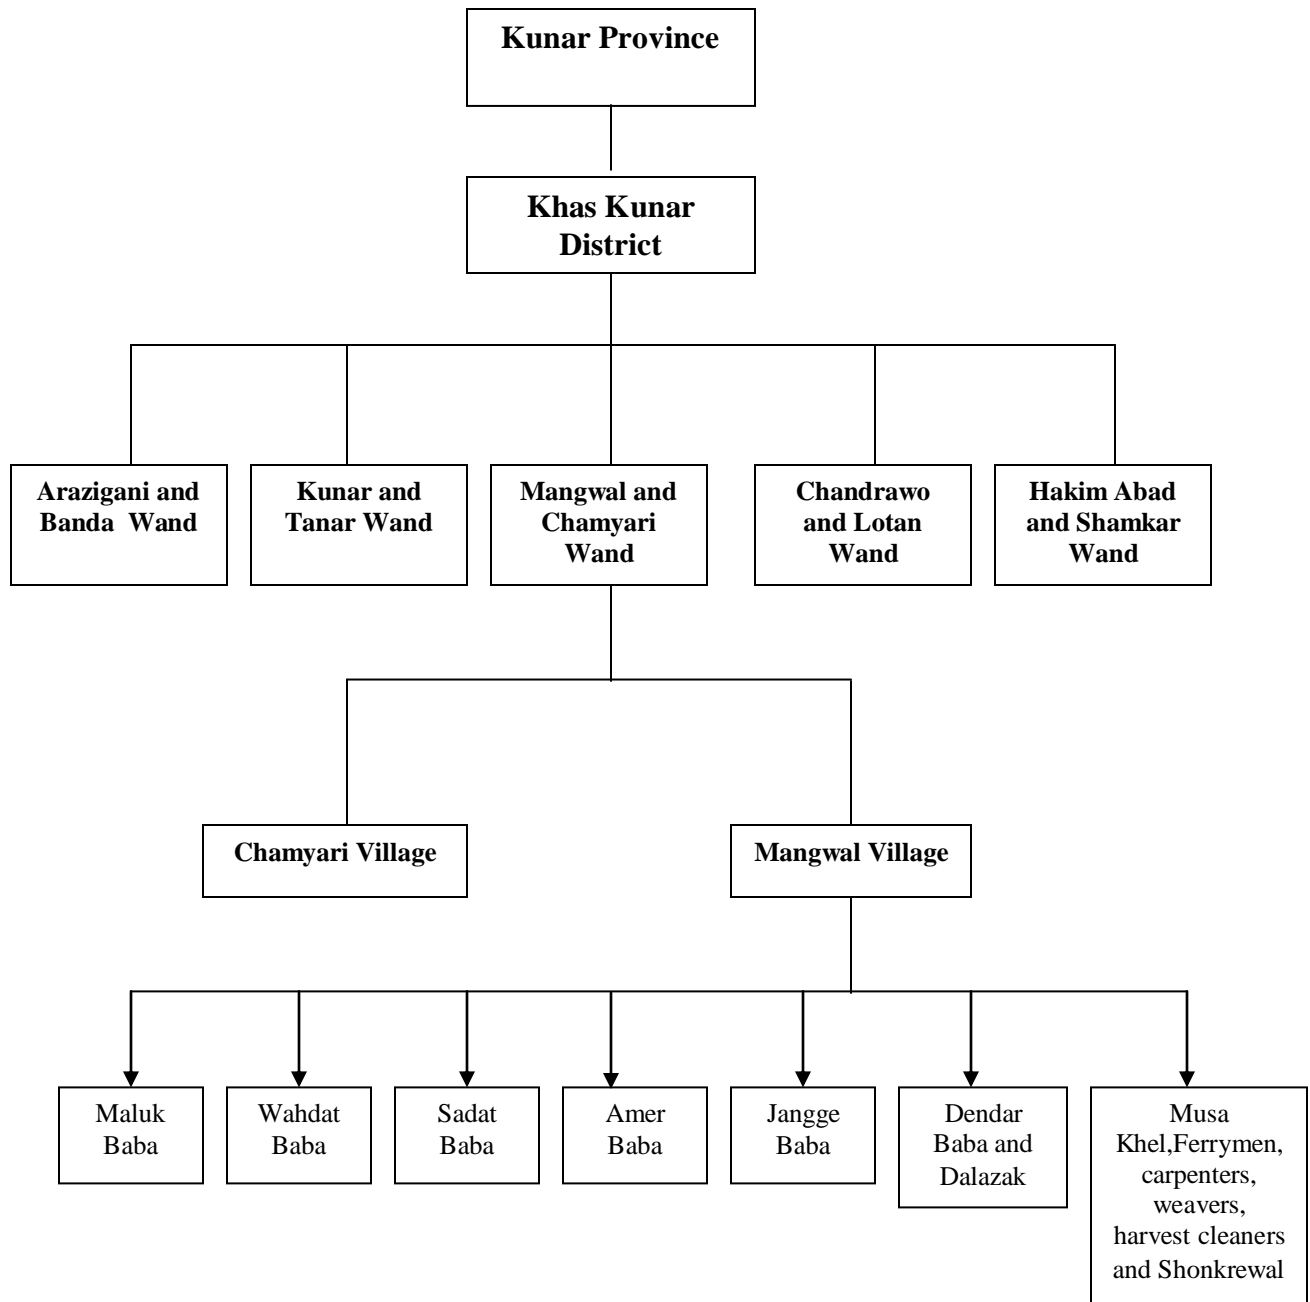 Kunar Province
Khas Kunar
District
Arazigani and
Banda Wand
Kunar and
Tanar Wand
Mangwal and
Chamyari
Wand
Chandrawo
and Lotan
Wand
Hakim Abad
and Shamkar
Wand
Chamyari Village
Mangwal Village
Maluk
Baba
Wahdat
Baba
Sadat
Baba
Amer
Baba
Jangge
Baba
Dendar
Baba and
Dalazak
Musa
Khel,Ferrymen,
carpenters,
weavers,
harvest cleaners
and Shonkrewal